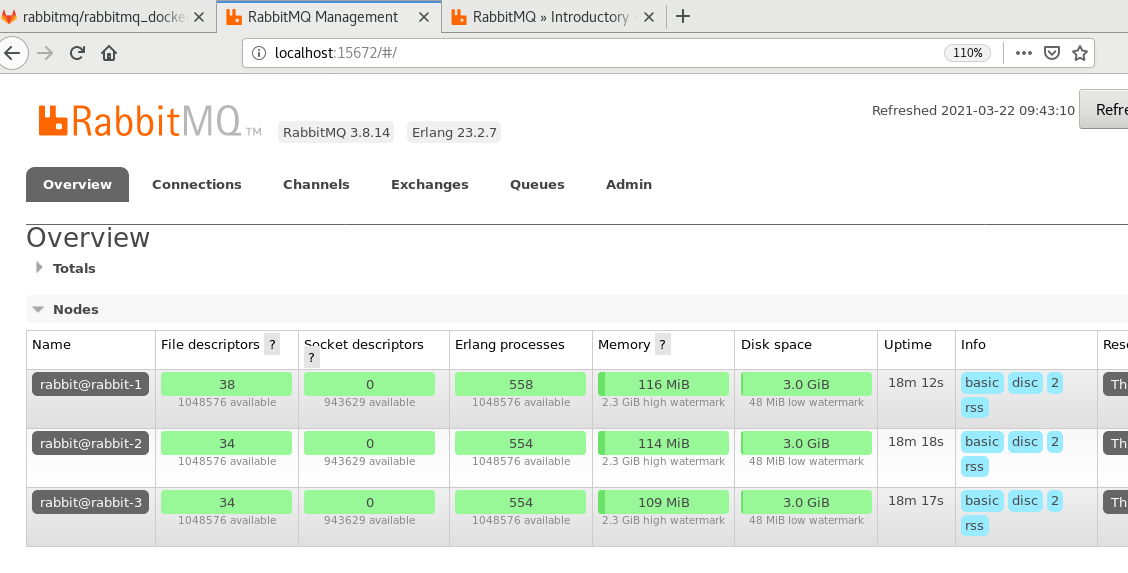 rabbitmq/rabbitmq_docke RabbitMQ Management RabbitMQ » Introductory
localhost:15672/#/ 110%
RabbitMQ TM RabbitMQ 3.8.14 Erlang 23.2.7 Refreshed 2021-03-22 09:43:10 Refre
Overview Connections Channels Exchanges Queues Admin
Overview
Totals
Nodes
Name File descriptors ? Socket descriptors ? Erlang processes Memory ? Disk space Uptime Info Res
rabbit@rabbit-1 38 0 558 116 MiB 3.0 GiB 18m 12s basic disc 2 Th
1048576 available 943629 available 1048576 available 2.3 GiB high watermark 48 MiB low watermark rss
rabbit@rabbit-2 34 0 554 114 MiB 3.0 GiB 18m 18s basic disc 2 Th
1048576 available 943629 available 1048576 available 2.3 GiB high watermark 48 MiB low watermark rss
rabbit@rabbit-3 34 0 554 109 MiB 3.0 GiB 18m 17s basic disc 2 Th
1048576 available 943629 available 1048576 available 2.3 GiB high watermark 48 MiB low watermark rss